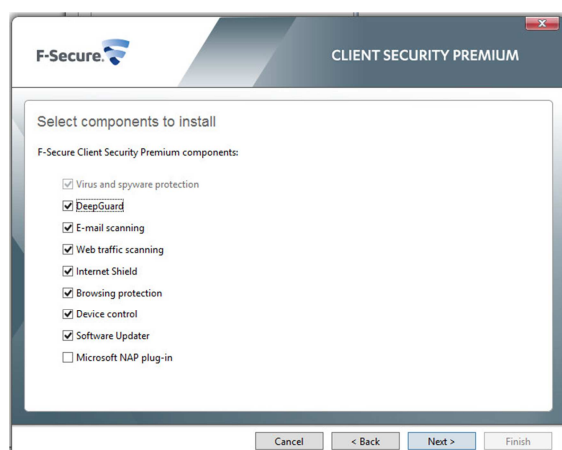 F-Secure.
CLIENT SECURITY PREMIUM
Select components to install
F-Secure Client Security Premium components:
Virus and spyware protection
DeepGuard
E-mail scanning
Web traffic scanning
Internet Shield
Browsing protection
Device control
Software Updater
Microsoft NAP plug-in
Cancel
< Back
Next >
Finish